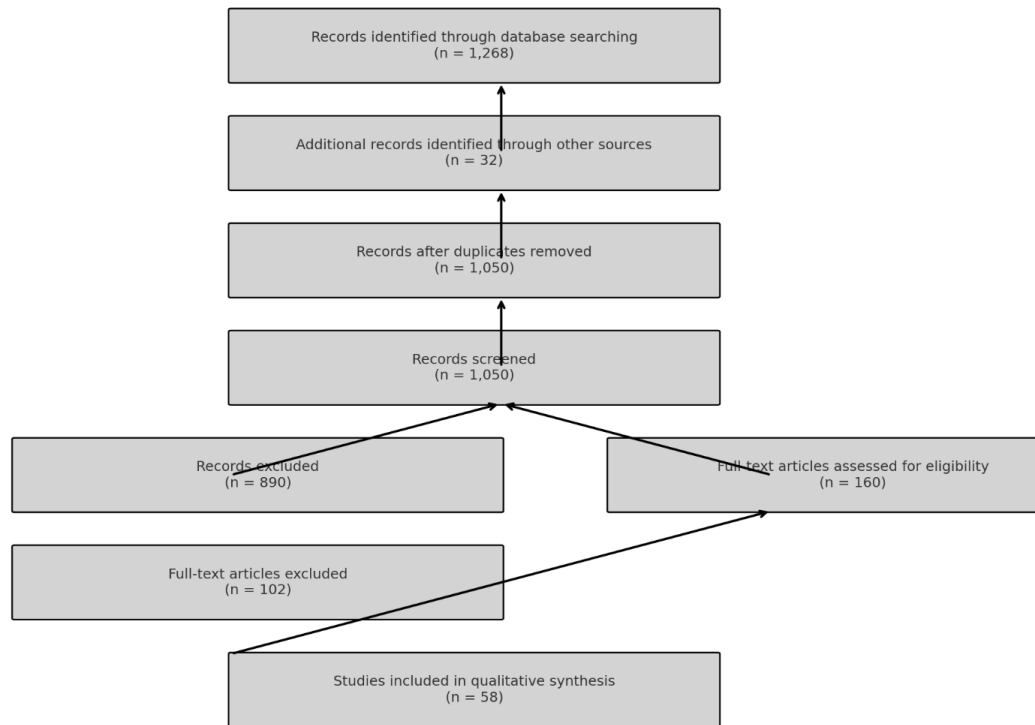 Records identified through database searching
(n = 1,268)
Additional records identified through other sources
(n = 32)
Records after duplicates removed
(n = 1,050)
Records screened
(n = 1,050)
Records excluded
(n = 890)
Full-text articles assessed for eligibility
(n = 160)
Full-text articles excluded
(n = 102)
Studies included in qualitative synthesis
(n = 58)